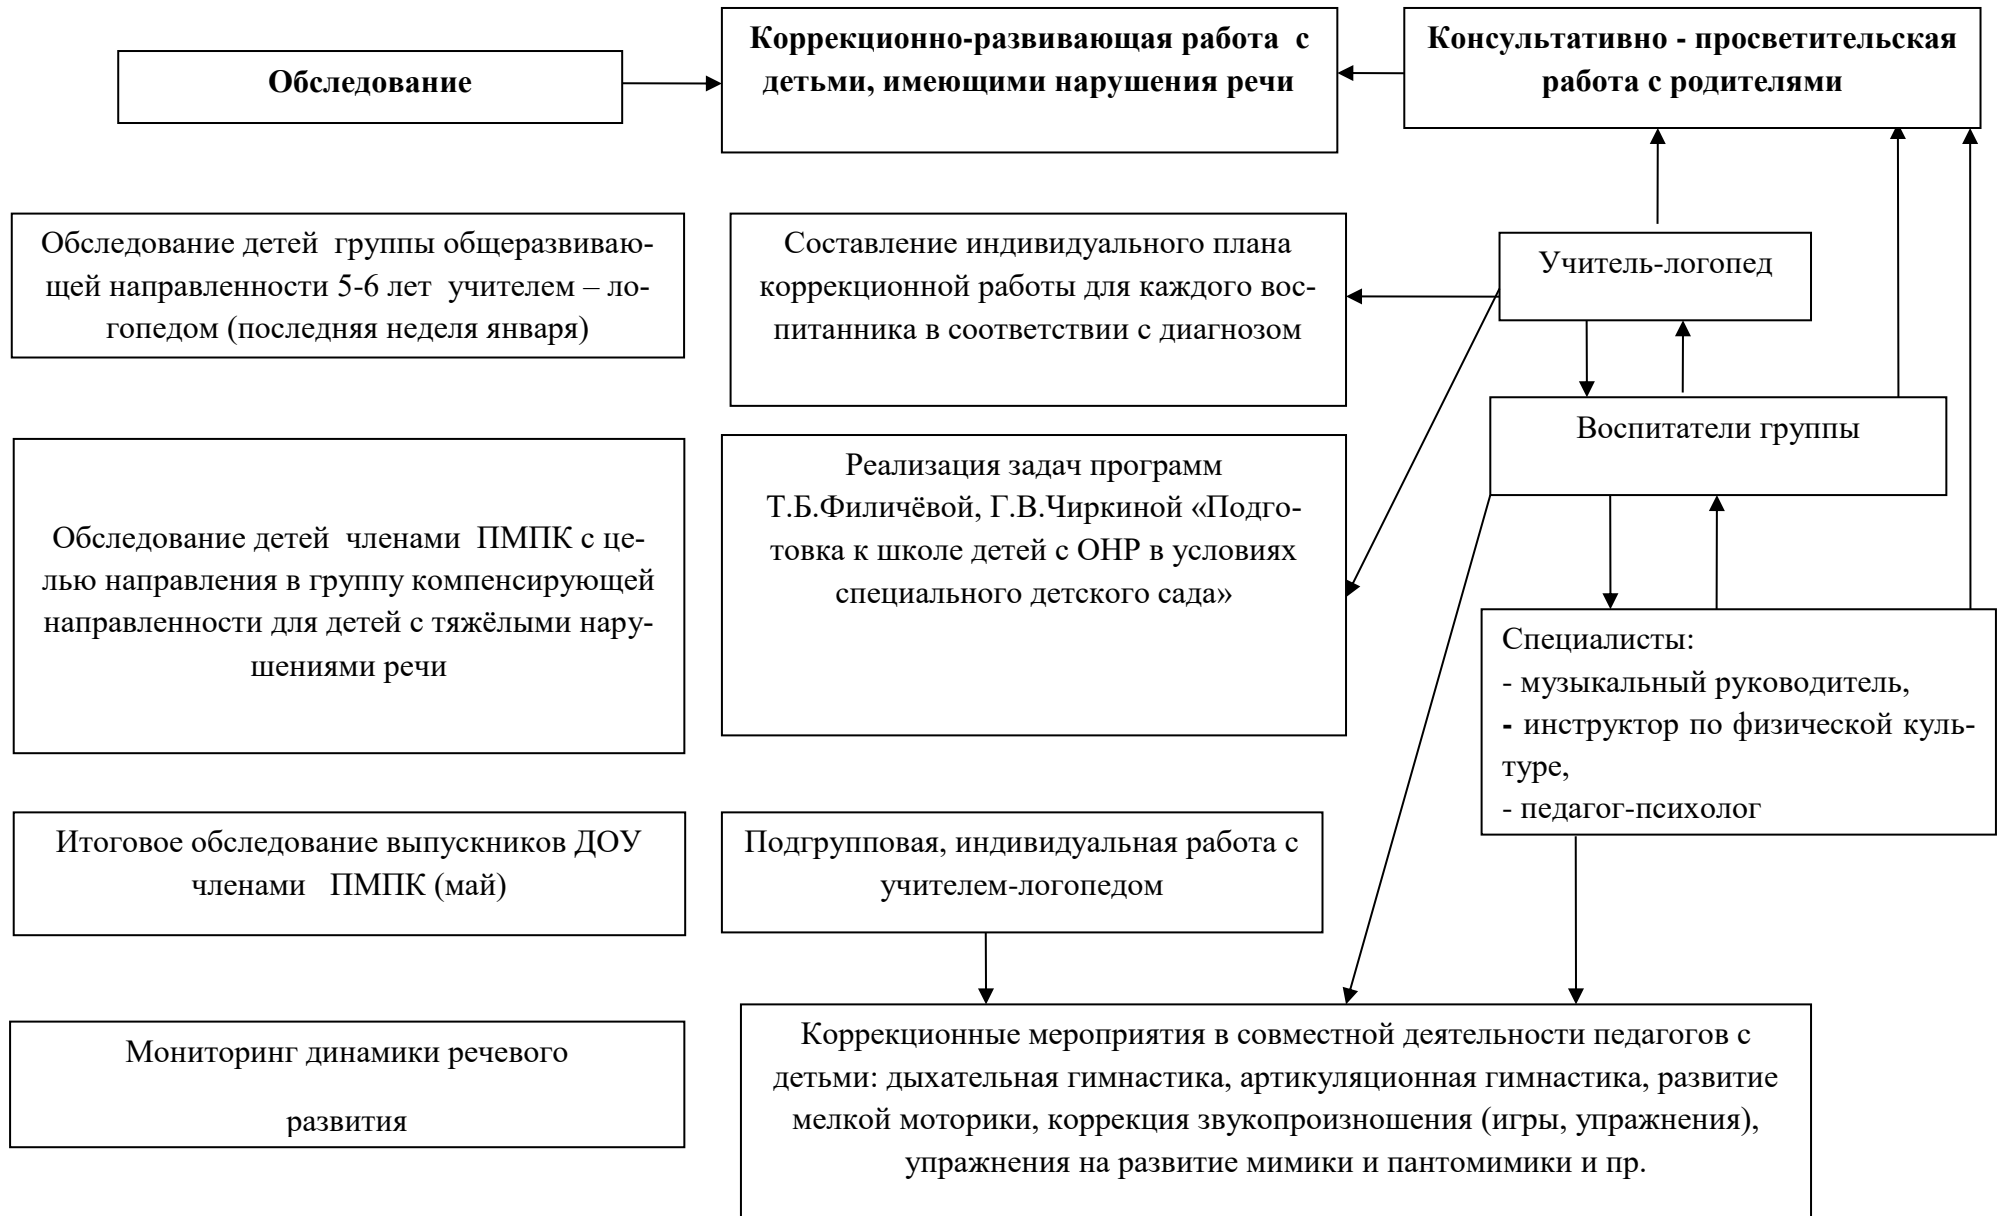 Обследование
Коррекционно-развивающая работа с
детьми, имеющими нарушения речи
Консультативно - просветительская
работа с родителями
Обследование детей группы общеразвиваю-
щей направленности 5-6 лет учителем – ло-
гопедом (последняя неделя января)
Составление индивидуального плана
коррекционной работы для каждого вос-
питанника в соответствии с диагнозом
Учитель-логопед
Воспитатели группы
Обследование детей членами ПМПК с це-
лью направления в группу компенсирующей
направленности для детей с тяжёлыми нару-
шениями речи
Реализация задач программ
Т.Б.Филичёвой, Г.В.Чиркиной «Подго-
товка к школе детей с ОНР в условиях
специального детского сада»
Специалисты:
- музыкальный руководитель,
- инструктор по физической куль-
туре,
- педагог-психолог
Итоговое обследование выпускников ДОУ
членами ПМПК (май)
Подгрупповая, индивидуальная работа с
учителем-логопедом
Мониторинг динамики речевого
развития
Коррекционные мероприятия в совместной деятельности педагогов с
детьми: дыхательная гимнастика, артикуляционная гимнастика, развитие
мелкой моторики, коррекция звукопроизношения (игры, упражнения),
упражнения на развитие мимики и пантомимики и пр.